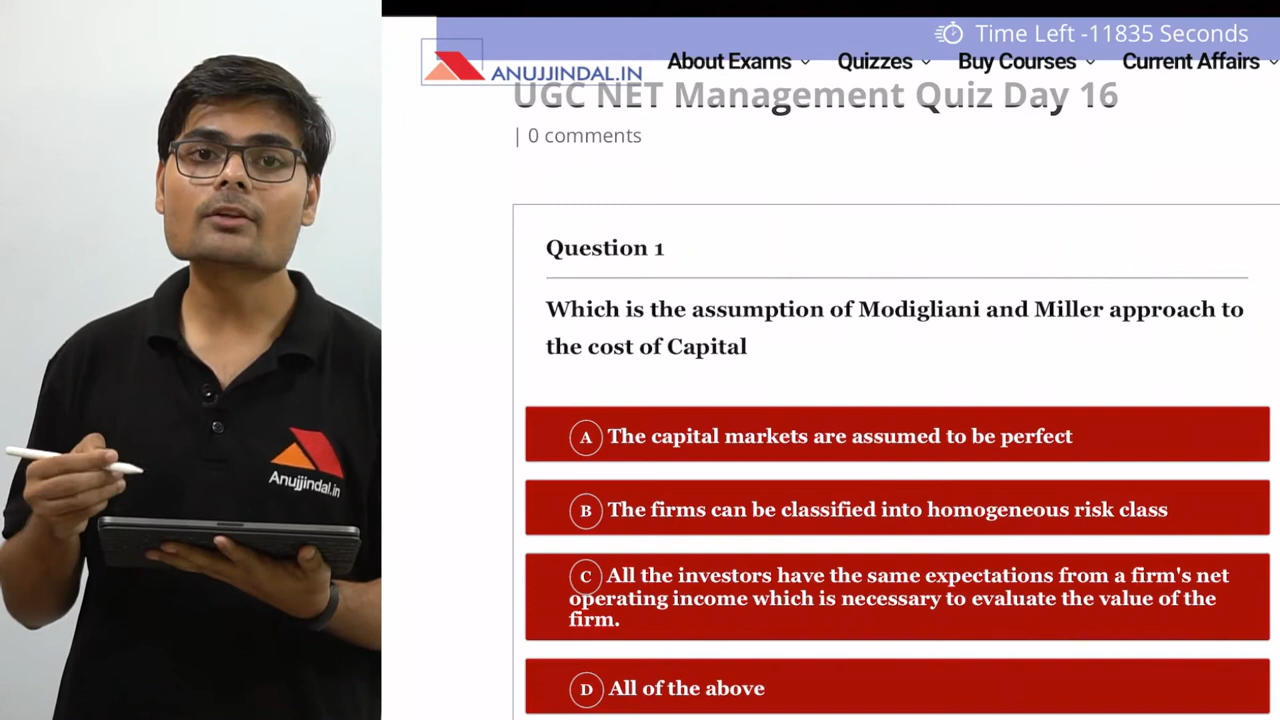 Time Left -11835 Seconds
ANUJJINDAL.IN
About Exams
Quizzes
Buy Courses
Current Affairs
UGC NET Management Quiz Day 16
| 0 comments
Question 1
Which is the assumption of Modigliani and Miller approach to
the cost of Capital
A The capital markets are assumed to be perfect
B The firms can be classified into homogeneous risk class
C All the investors have the same expectations from a firm's net
operating income which is necessary to evaluate the value of the
firm.
D All of the above
Anujjindal.in